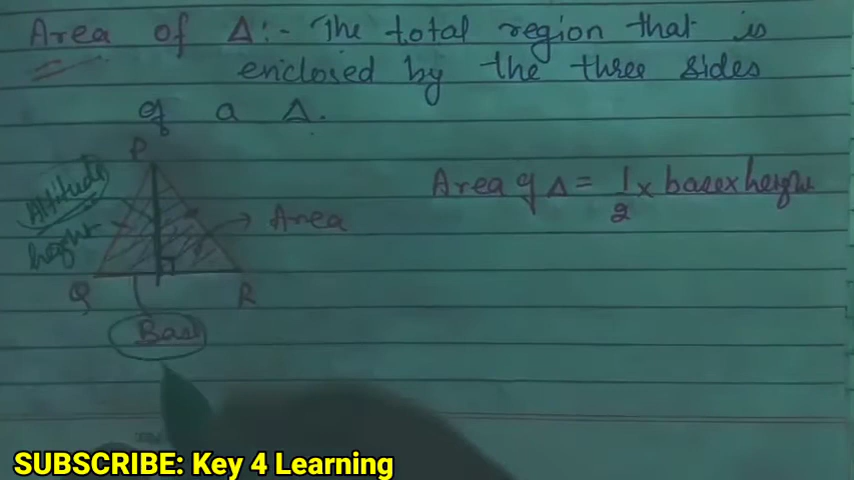 Area of Δ:- The total region that is
enclosed by the three sides
of a Δ.
P
Altitude
height
Area of Δ = 1/2 x base x height
Area
Q
R
Base
SUBSCRIBE: Key 4 Learning